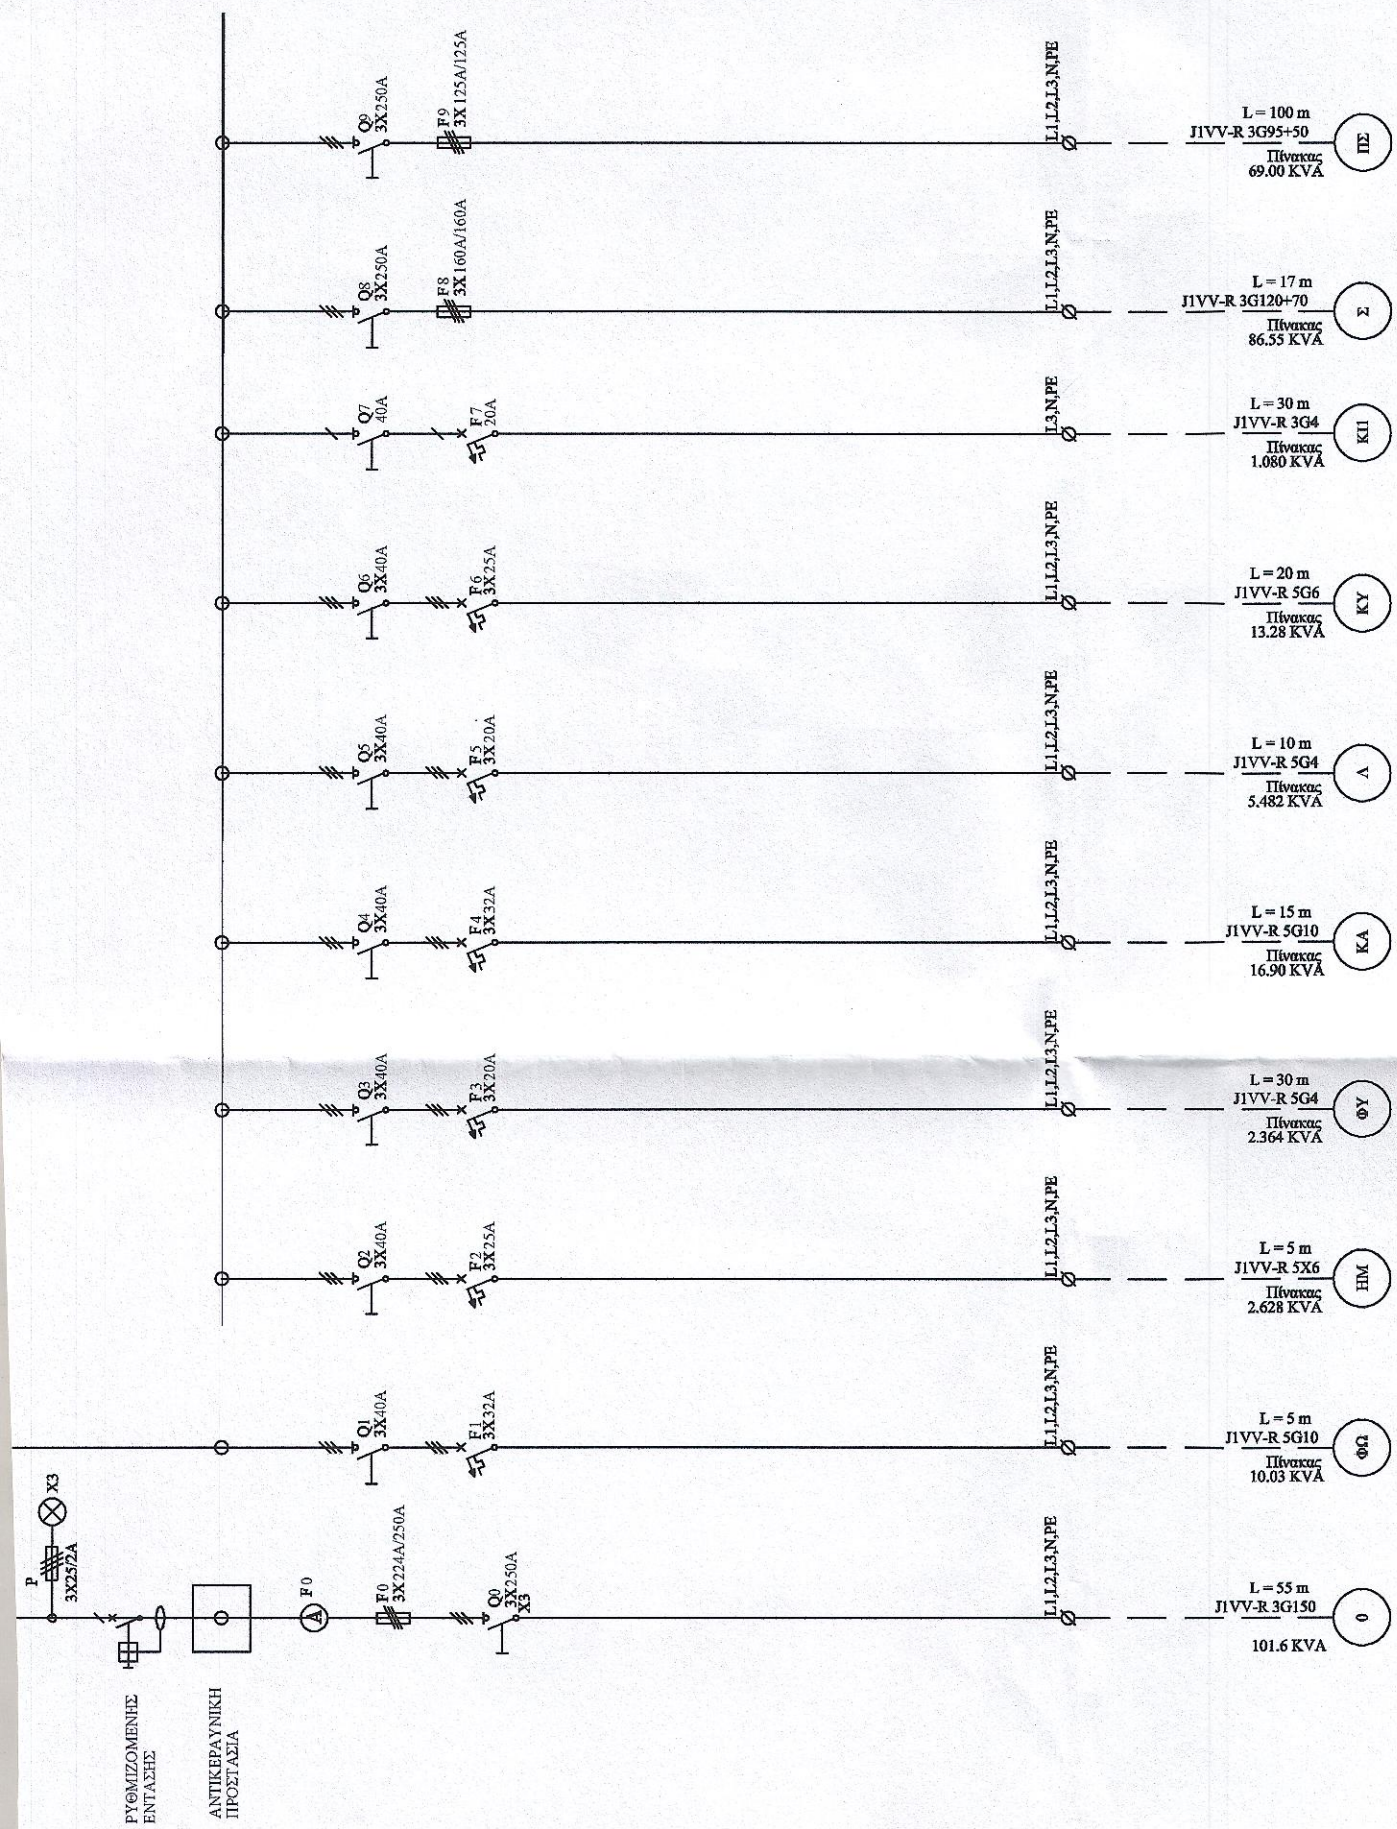 Q9
3X250A
F9
3X125A/125A
L1,L2,L3,N,PE
L = 100 m
J1VV-R 3G95+50
Πίνακας
69.00 KVA
ΠΣ
Q8
3X250A
F8
3X160A/160A
L1,L2,L3,N,PE
L = 17 m
J1VV-R 3G120+70
Πίνακας
86.55 KVA
Σ
Q7
40A
F7
20A
L3,N,PE
L = 30 m
J1VV-R 3G4
Πίνακας
1.080 KVA
Q6
3X40A
F6
3X25A
L1,L2,L3,N,PE
L = 20 m
J1VV-R 5G6
Πίνακας
13.28 KVA
ΚΥ
Q5
3X40A
F5
3X20A
L1,L2,L3,N,PE
L = 10 m
J1VV-R 5G4
Πίνακας
5.482 KVA
Λ
Q4
3X40A
F4
3X32A
L1,L2,L3,N,PE
L = 15 m
J1VV-R 5G10
Πίνακας
16.90 KVA
ΚΑ
Q3
3X40A
F3
3X20A
L1,L2,L3,N,PE
L = 30 m
J1VV-R 5G4
Πίνακας
2.364 KVA
ΦΥ
Q2
3X40A
F2
3X25A
L1,L2,L3,N,PE
L = 5 m
J1VV-R 5X6
Πίνακας
2.628 KVA
ΗΜ
Q1
3X40A
F1
3X32A
L1,L2,L3,N,PE
L = 5 m
J1VV-R 5G10
Πίνακας
10.03 KVA
ΦΩ
P
3X25/2A
X3
A
F0
F0
3X224A/250A
Q0
3X250A
X3
L1,L2,L3,N,PE
L = 55 m
J1VV-R 3G150
101.6 KVA
0
ΡΥΘΜΙΖΟΜΕΝΗΣ
ΕΝΤΑΣΗΣ
ΑΝΤΙΚΕΡΑΥΝΙΚΗ
ΠΡΟΣΤΑΣΙΑ